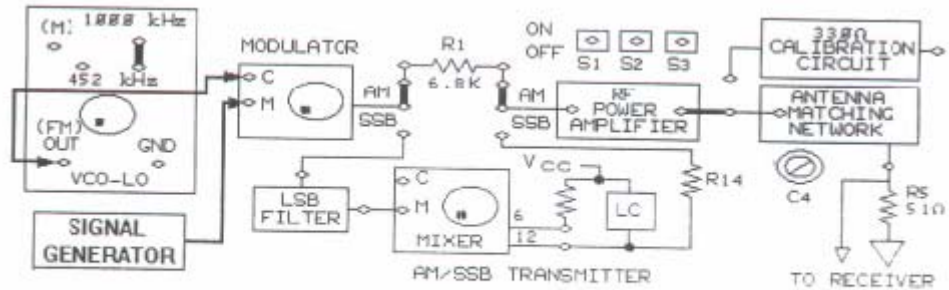 1000 kHz
(M)
452 kHz
(FM)
OUT
GND
VCO-LO
SIGNAL
GENERATOR
MODULATOR
C
M
AM
SSB
R1
6.8K
AM
SSB
ON
OFF
S1 S2 S3
RF
POWER
AMPLIFIER
330Ω
CALIBRATION
CIRCUIT
ANTENNA
MATCHING
NETWORK
C4
R5
51Ω
TO RECEIVER
LSB
FILTER
C
M
MIXER
6
12
VCC
LC
R14
AM/SSB TRANSMITTER